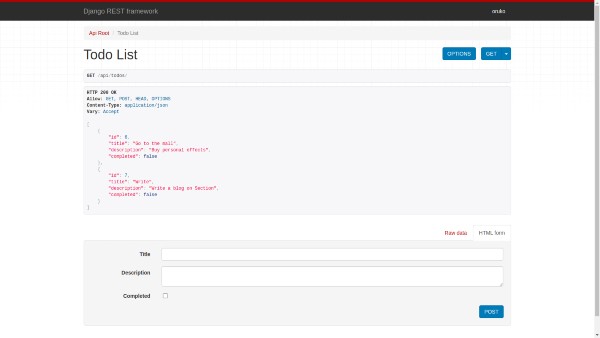 Django REST framework
oruko
Api Root / Todo List
Todo List
OPTIONS
GET
GET /api/todos/
HTTP 200 OK
Allow: GET, POST, HEAD, OPTIONS
Content-Type: application/json
Vary: Accept
[
{
"id": 6,
"title": "Go to the mall",
"description": "Buy personal effects",
"completed": false
},
{
"id": 7,
"title": "Write",
"description": "Write a blog on Section",
"completed": false
}
]
Raw data
HTML form
Title
Description
Completed
POST